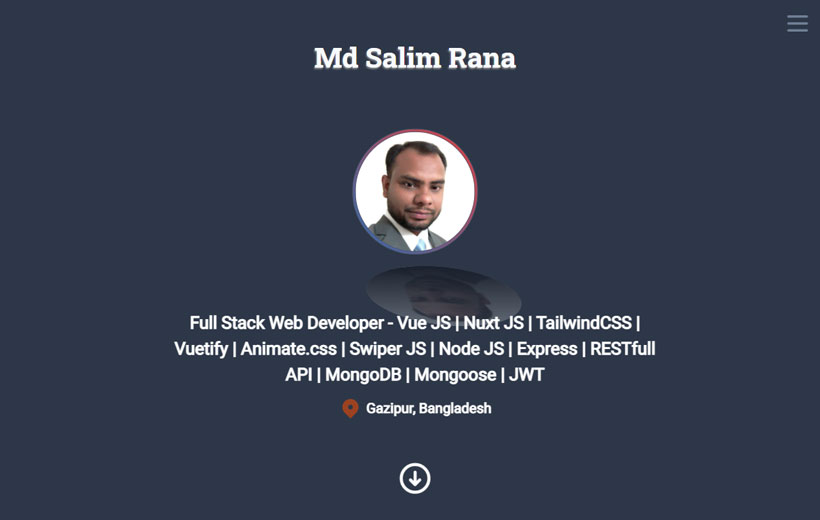 Md Salim Rana
Full Stack Web Developer - Vue JS | Nuxt JS | TailwindCSS |
Vuetify | Animate.css | Swiper JS | Node JS | Express | RESTfull
API | MongoDB | Mongoose | JWT
Gazipur, Bangladesh